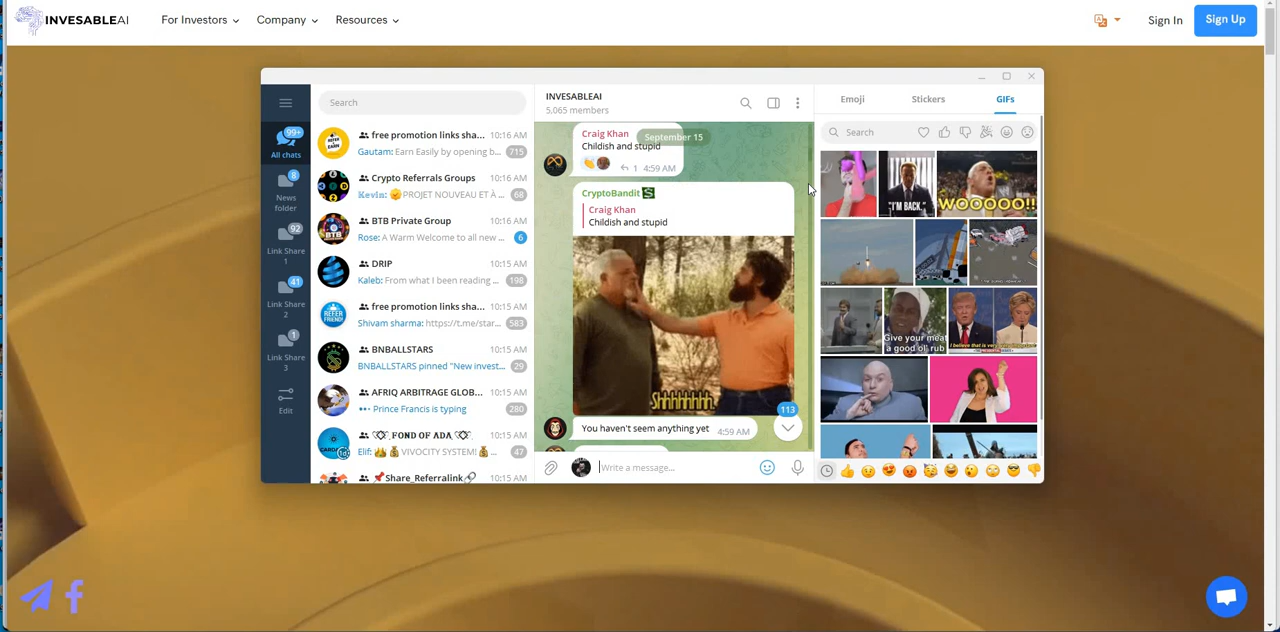 INVESABLEAI
For Investors
Company
Resources
Sign In
Sign Up
Search
99+
All chats
8
News folder
92
Link Share 1
41
Link Share 2
1
Link Share 3
Edit
free promotion links sha... 10:16 AM
Gautam: Earn Easily by opening b... 715
Crypto Referrals Groups 10:16 AM
Kevin: PROJET NOUVEAU ET À ... 68
BTB Private Group 10:16 AM
Rose: A Warm Welcome to all new ... 6
DRIP 10:15 AM
Kaleb: From what I been reading ... 198
free promotion links sha... 10:15 AM
Shivam sharma: https://t.me/star... 583
BNBALLSTARS 10:15 AM
BNBALLSTARS pinned "New invest... 29
AFRIQ ARBITRAGE GLOB... 10:15 AM
Prince Francis is typing 280
FOND OF ADA 10:15 AM
Elif: VIVOCITY SYSTEM! ... 47
Share_Referralink 10:15 AM
INVESABLEAI
5,065 members
September 15
Craig Khan
Childish and stupid
1 4:59 AM
CryptoBandit
Craig Khan
Childish and stupid
Shhhhhhh
113
You haven't seem anything yet 4:59 AM
Write a message...
Emoji
Stickers
GIFs
Search
I'M BACK.
WOOOOO!!
Give your meat
a good ol' rub